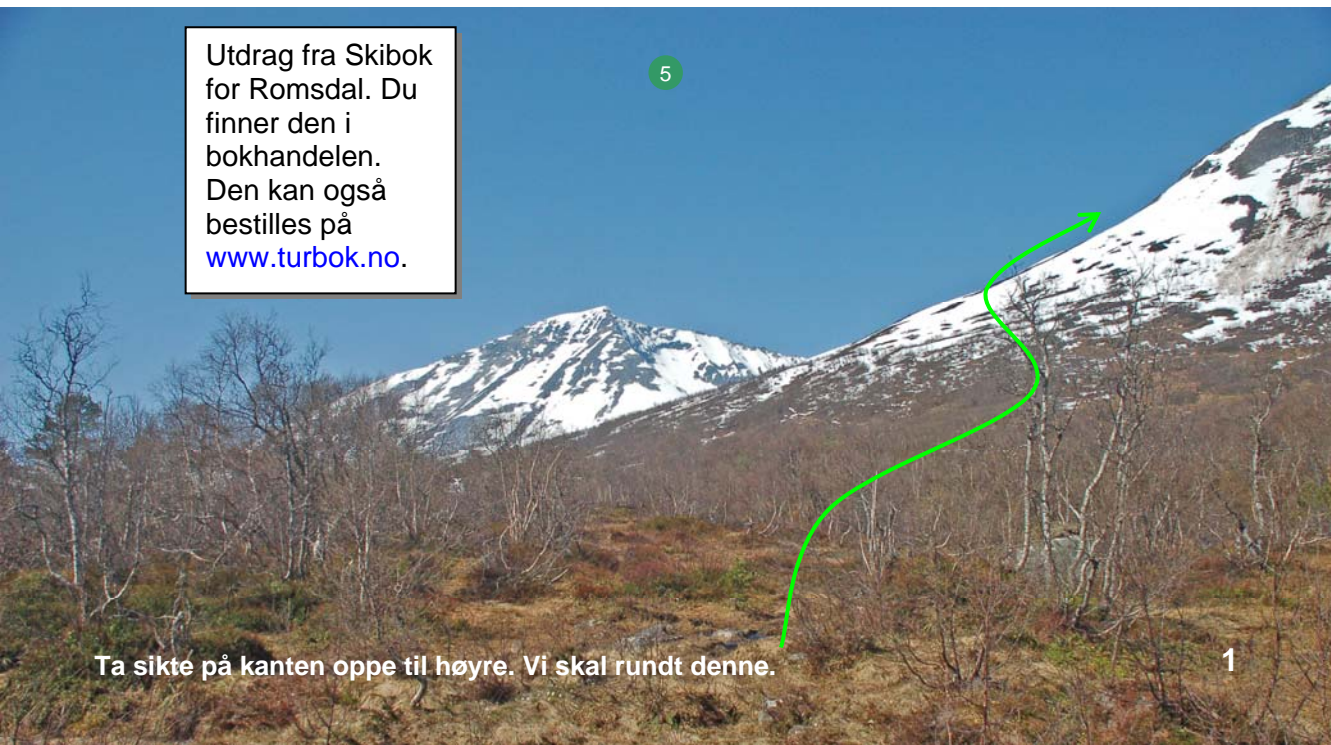 Utdrag fra Skibok
for Romsdal. Du
finner den i
bokhandelen.
Den kan også
bestilles på
www.turbok.no.
5
Ta sikte på kanten oppe til høyre. Vi skal rundt denne.
1